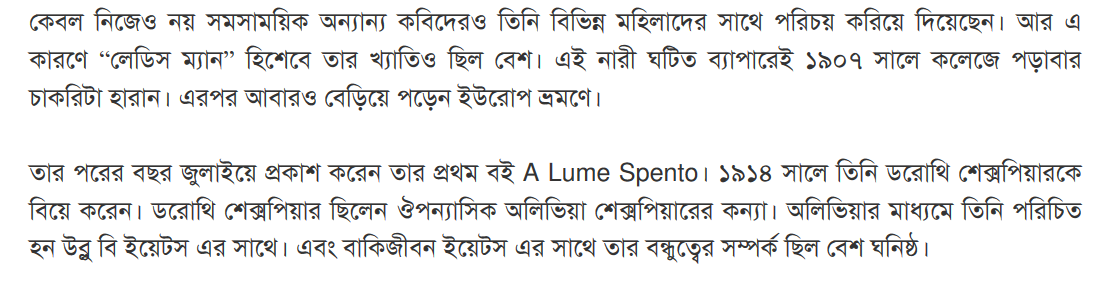 কেবল নিজেও নয় সমসাময়িক অন্যান্য কবিদেরও তিনি বিভিন্ন মহিলাদের সাথে পরিচয় করিয়ে দিয়েছেন। আর এ
কারণে “লেডিস ম্যান” হিশেবে তার খ্যাতিও ছিল বেশ। এই নারী ঘটিত ব্যাপারেই ১৯০৭ সালে কলেজে পড়াবার
চাকরিটা হারান। এরপর আবারও বেড়িয়ে পড়েন ইউরোপ ভ্রমণে।
তার পরের বছর জুলাইয়ে প্রকাশ করেন তার প্রথম বই A Lume Spento। ১৯১৪ সালে তিনি ডরোথি শেক্সপিয়ারকে
বিয়ে করেন। ডরোথি শেক্সপিয়ার ছিলেন ঔপন্যাসিক অলিভিয়া শেক্সপিয়ারের কন্যা। অলিভিয়ার মাধ্যমে তিনি পরিচিত
হন উব্লু বি ইয়েটস এর সাথে। এবং বাকিজীবন ইয়েটস এর সাথে তার বন্ধুত্বের সম্পর্ক ছিল বেশ ঘনিষ্ঠ।